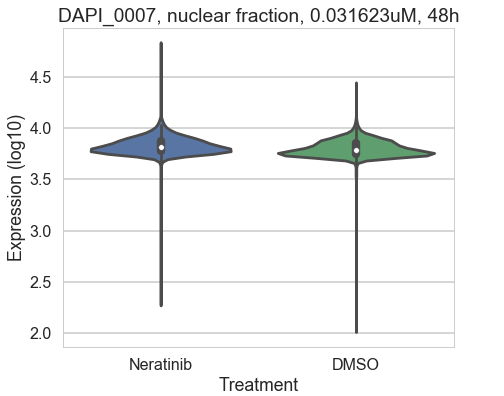 DAPI_0007, nuclear fraction, 0.031623uM, 48h
Expression (log10)
4.5
4.0
3.5
3.0
2.5
2.0
Neratinib DMSO
Treatment